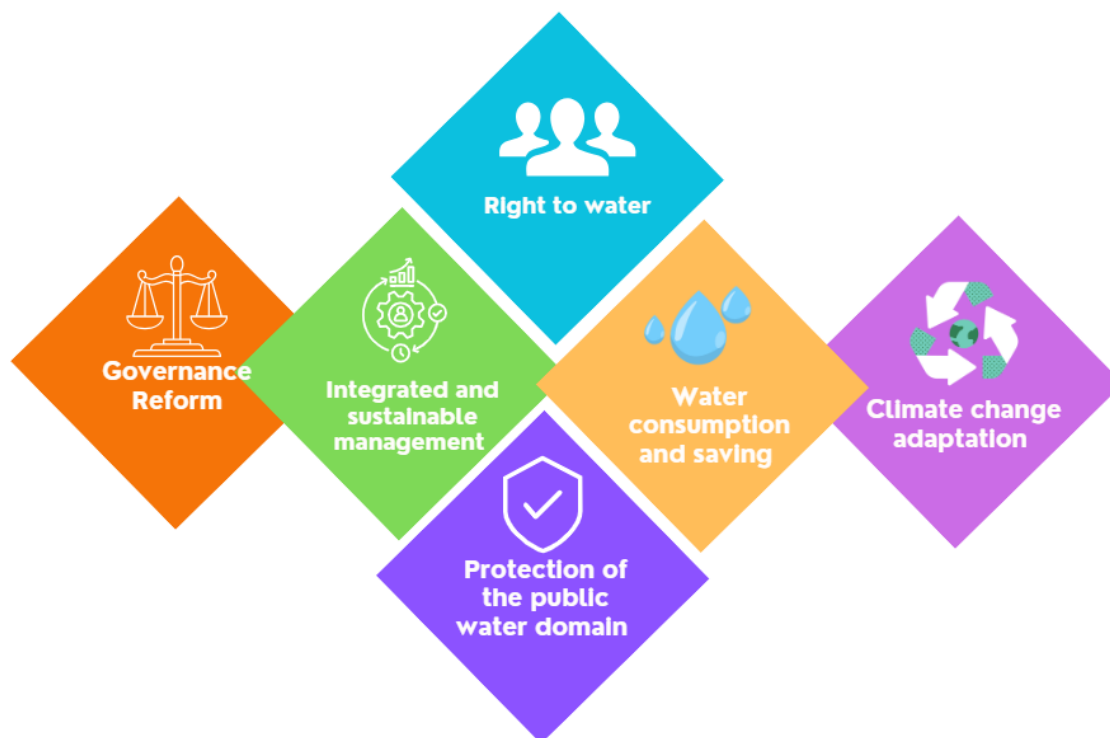 Right to water
Governance
Reform
Integrated and
sustainable
management
Water
consumption
and saving
Climate change
adaptation
Protection of
the public
water domain